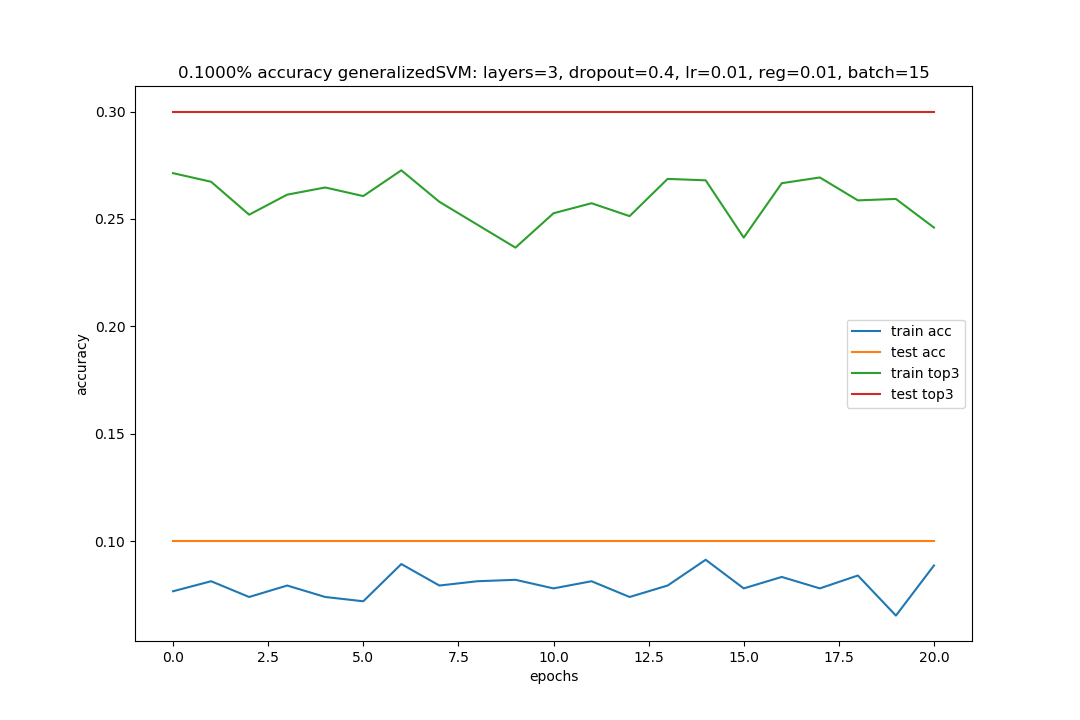 0.1000% accuracy generalizedSVM: layers=3, dropout=0.4, lr=0.01, reg=0.01, batch=15
0.30
0.25
0.20
0.15
0.10
accuracy
train acc
test acc
train top3
test top3
0.0 2.5 5.0 7.5 10.0 12.5 15.0 17.5 20.0
epochs